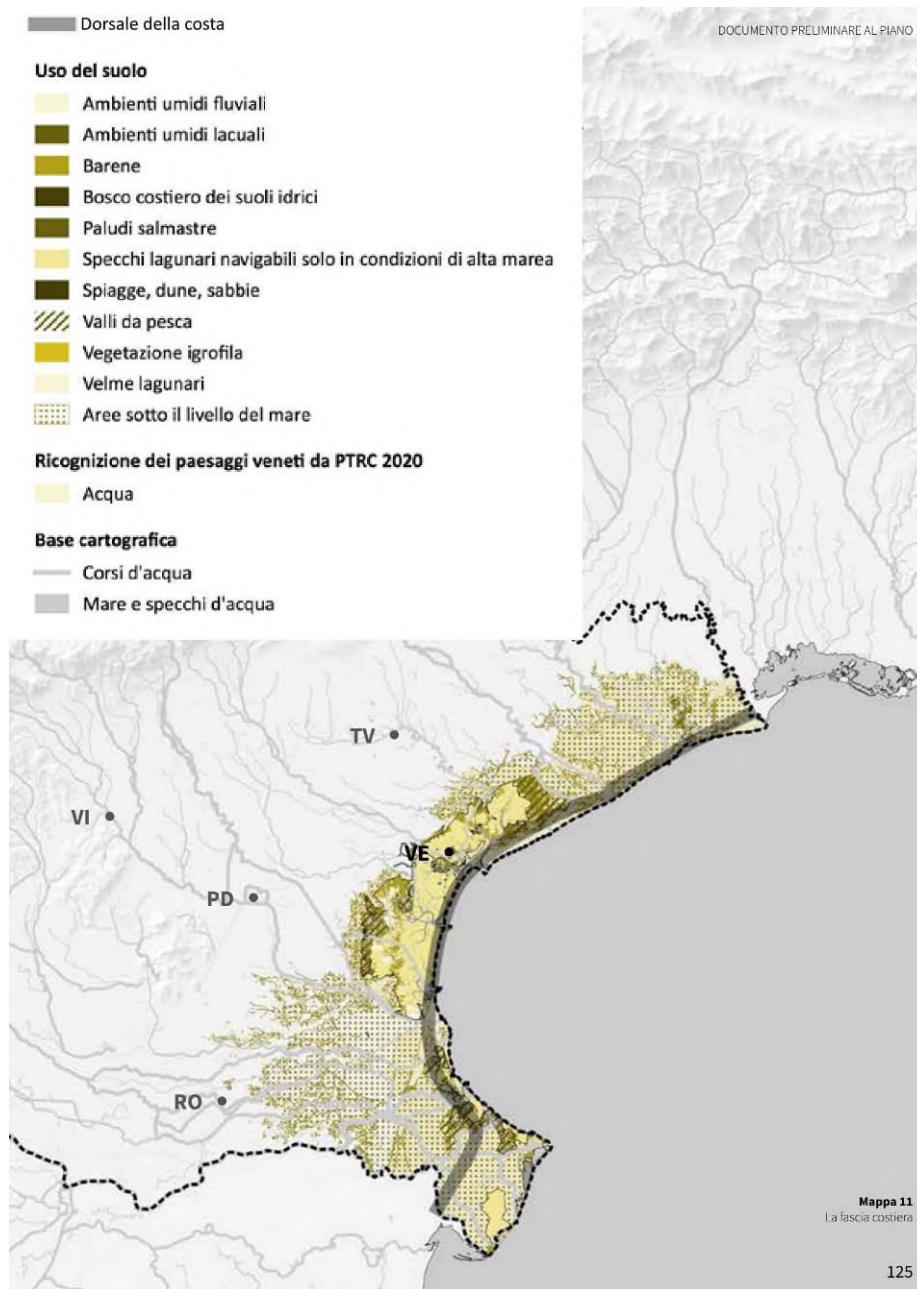 Dorsale della costa
DOCUMENTO PRELIMINARE AL PIANO
Uso del suolo
Ambienti umidi fluviali
Ambienti umidi lacuali
Barene
Bosco costiero dei suoli idrici
Paludi salmastre
Specchi lagunari navigabili solo in condizioni di alta marea
Spiagge, dune, sabbie
Valli da pesca
Vegetazione igrofila
Velme lagunari
Aree sotto il livello del mare
Ricognizione dei paesaggi veneti da PTRC 2020
Acqua
Base cartografica
Corsi d'acqua
Mare e specchi d'acqua
TV
VI
VE
PD
RO
Mappa 11
La fascia costiera
125